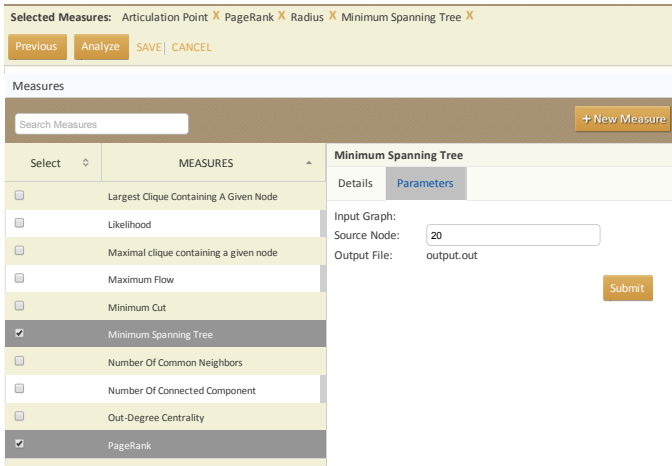 Selected Measures: Articulation Point X PageRank X Radius X Minimum Spanning Tree X
Previous Analyze SAVE| CANCEL
Measures
Search Measures
+ New Measure
Select MEASURES
Largest Clique Containing A Given Node
Likelihood
Maximal clique containing a given node
Maximum Flow
Minimum Cut
Minimum Spanning Tree
Number Of Common Neighbors
Number Of Connected Component
Out-Degree Centrality
PageRank
Minimum Spanning Tree
Details Parameters
Input Graph:
Source Node: 20
Output File: output.out
Submit